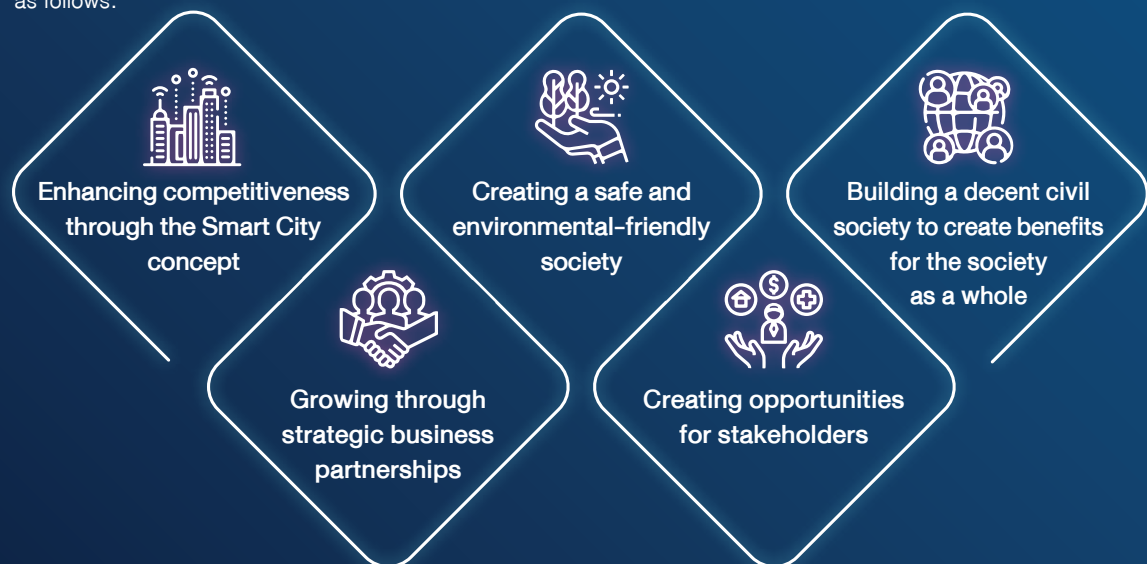 as follows:
Enhancing competitiveness
through the Smart City
concept
Growing through
strategic business
partnerships
Creating a safe and
environmental-friendly
society
Creating opportunities
for stakeholders
Building a decent civil
society to create benefits
for the society
as a whole